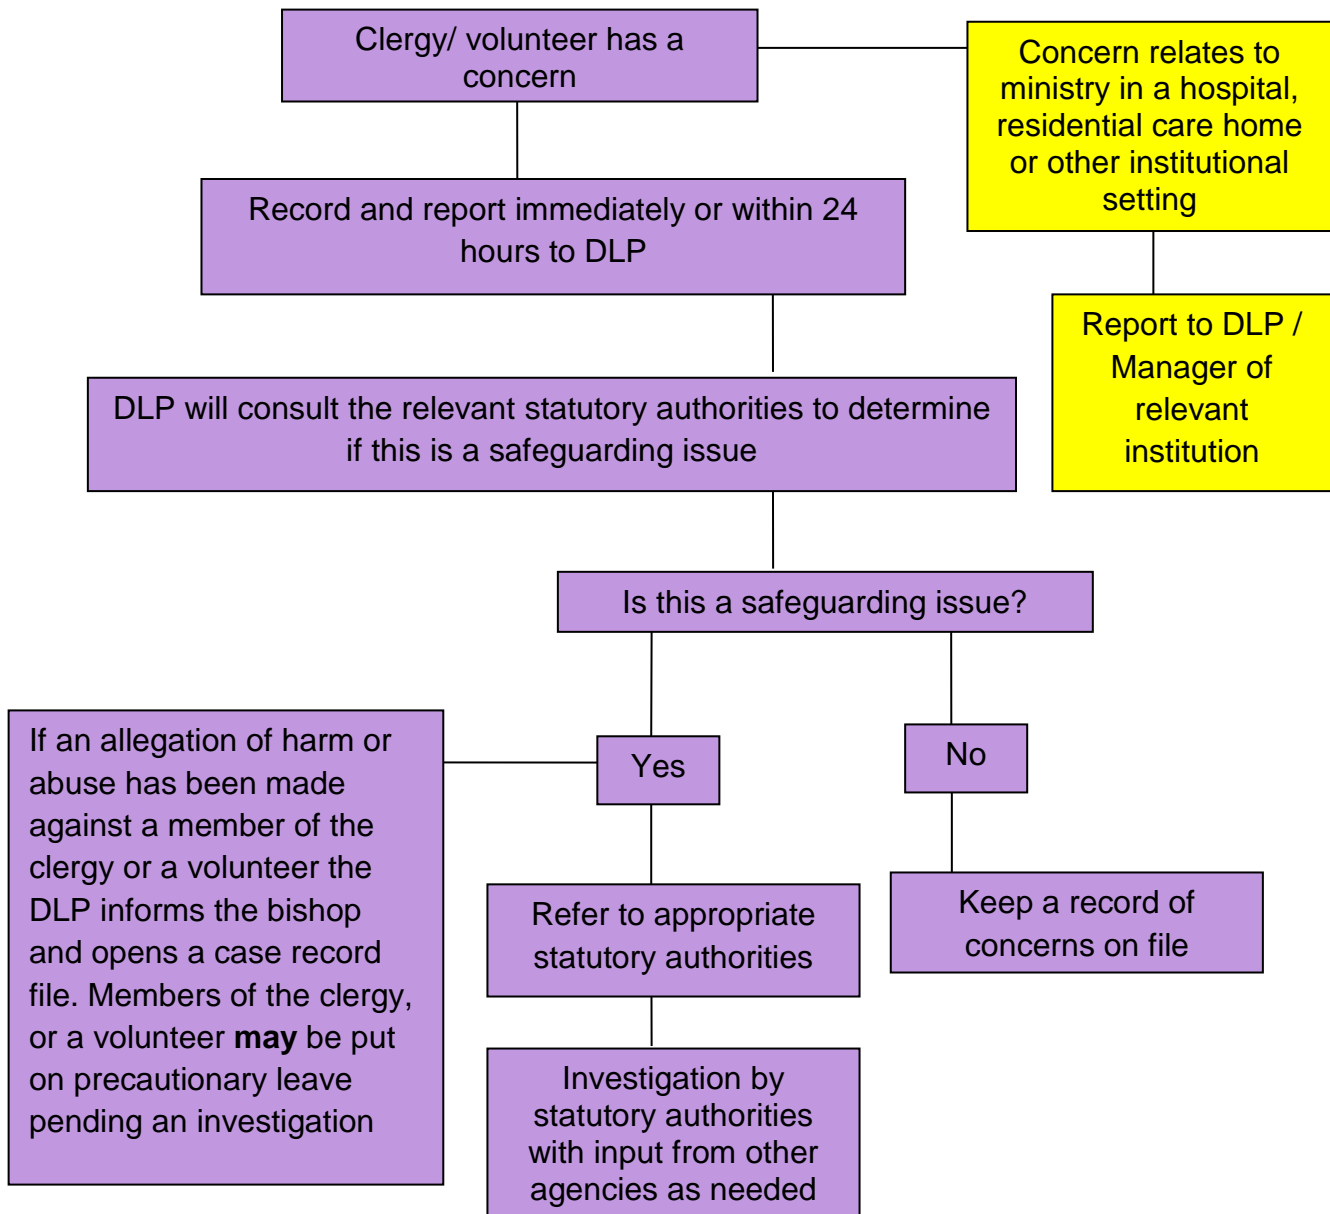 Clergy/ volunteer has a
concern
Concern relates to
ministry in a hospital,
residential care home
or other institutional
setting
Record and report immediately or within 24
hours to DLP
Report to DLP /
Manager of
relevant
institution
DLP will consult the relevant statutory authorities to determine
if this is a safeguarding issue
Is this a safeguarding issue?
If an allegation of harm or
abuse has been made
against a member of the
clergy or a volunteer the
DLP informs the bishop
and opens a case record
file. Members of the clergy,
or a volunteer may be put
on precautionary leave
pending an investigation
Yes
No
Refer to appropriate
statutory authorities
Keep a record of
concerns on file
Investigation by
statutory authorities
with input from other
agencies as needed